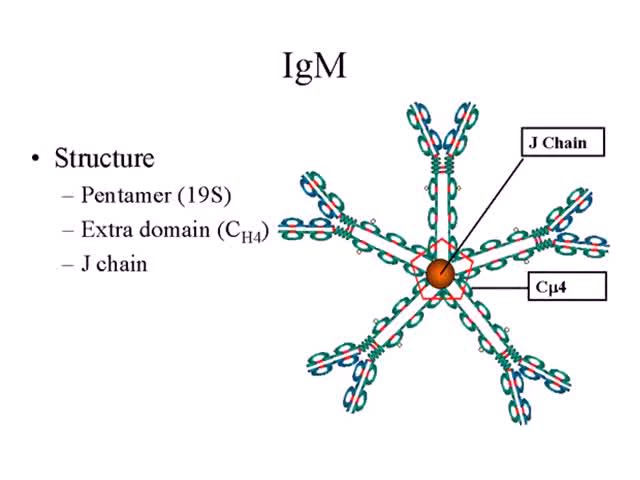 IgM
• Structure
– Pentamer (19S)
– Extra domain (CH4)
– J chain
J Chain
Cμ4